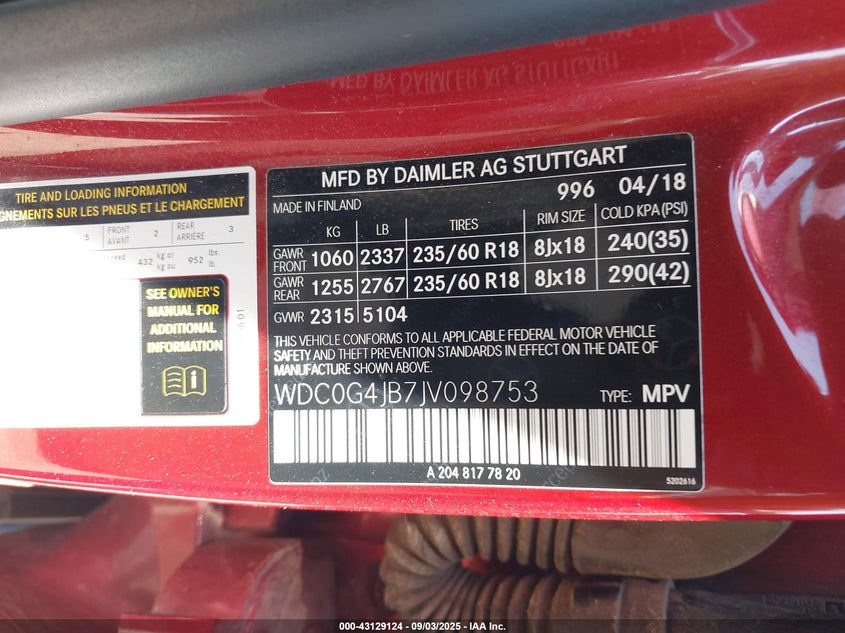 TIRE AND LOADING INFORMATION
GNEMENTS SUR LES PNEUS ET LE CHARGEMENT
5 FRONT AVANT 2 REAR ARRIÈRE 3
432 kg or kg ou 952 lbs. lb.
SEE OWNER'S
MANUAL FOR
ADDITIONAL
INFORMATION
MFD BY DAIMLER AG STUTTGART
996 04/18
MADE IN FINLAND
KG LB TIRES RIM SIZE COLD KPA(PSI)
GAWR FRONT 1060 2337 235/60 R18 8Jx18 240(35)
GAWR REAR 1255 2767 235/60 R18 8Jx18 290(42)
GVWR 2315 5104
THIS VEHICLE CONFORMS TO ALL APPLICABLE FEDERAL MOTOR VEHICLE
SAFETY AND THEFT PREVENTION STANDARDS IN EFFECT ON THE DATE OF
MANUFACTURE SHOWN ABOVE.
WDC0G4JB7JV098753 TYPE: MPV
A 204 817 78 20
5202616
000-43129124 | 09/03/2025 | IAA Inc.